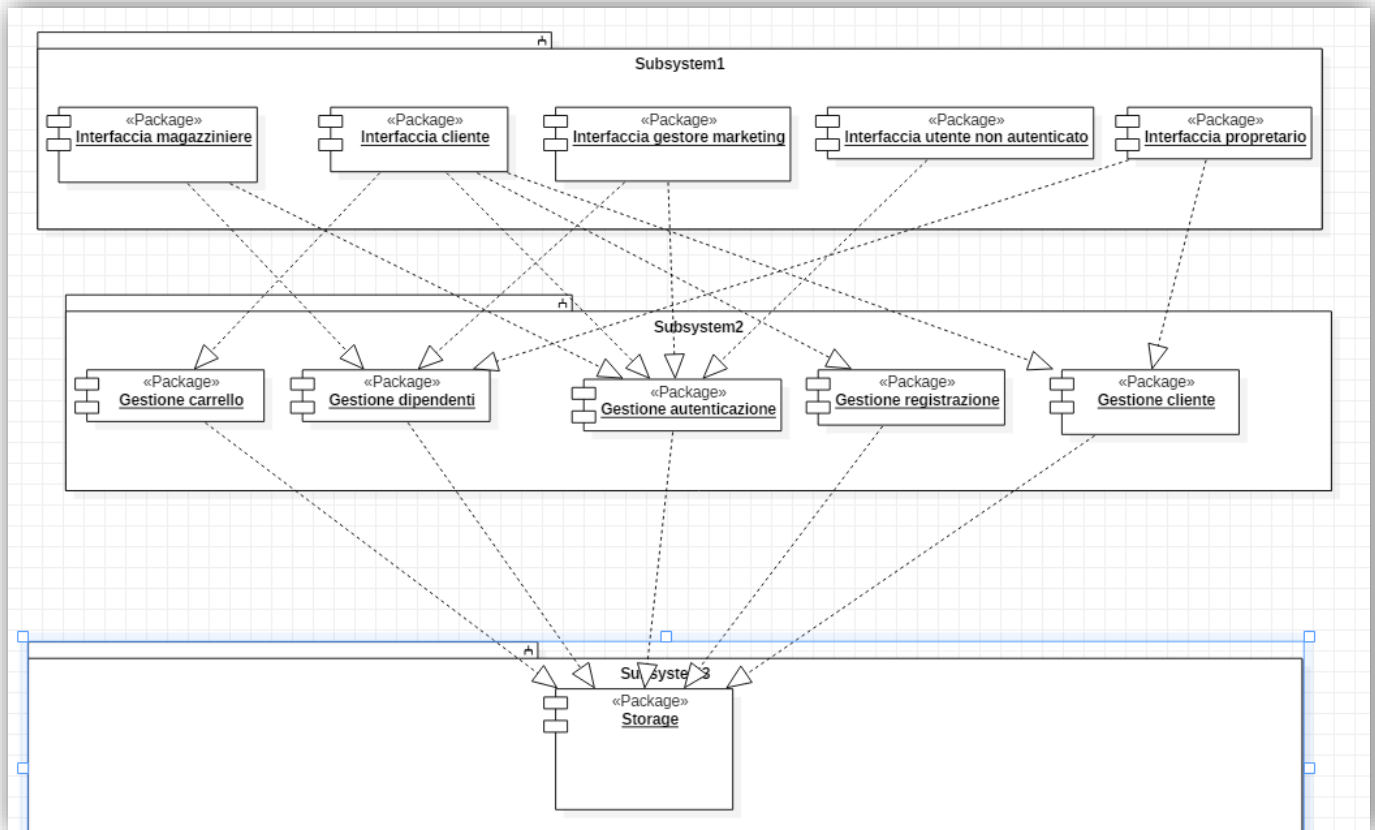 Subsystem1
«Package»
Interfaccia magazziniere
«Package»
Interfaccia cliente
«Package»
Interfaccia gestore marketing
«Package»
Interfaccia utente non autenticato
«Package»
Interfaccia propretario
Subsystem2
«Package»
Gestione carrello
«Package»
Gestione dipendenti
«Package»
Gestione autenticazione
«Package»
Gestione registrazione
«Package»
Gestione cliente
Subsystem3
«Package»
Storage